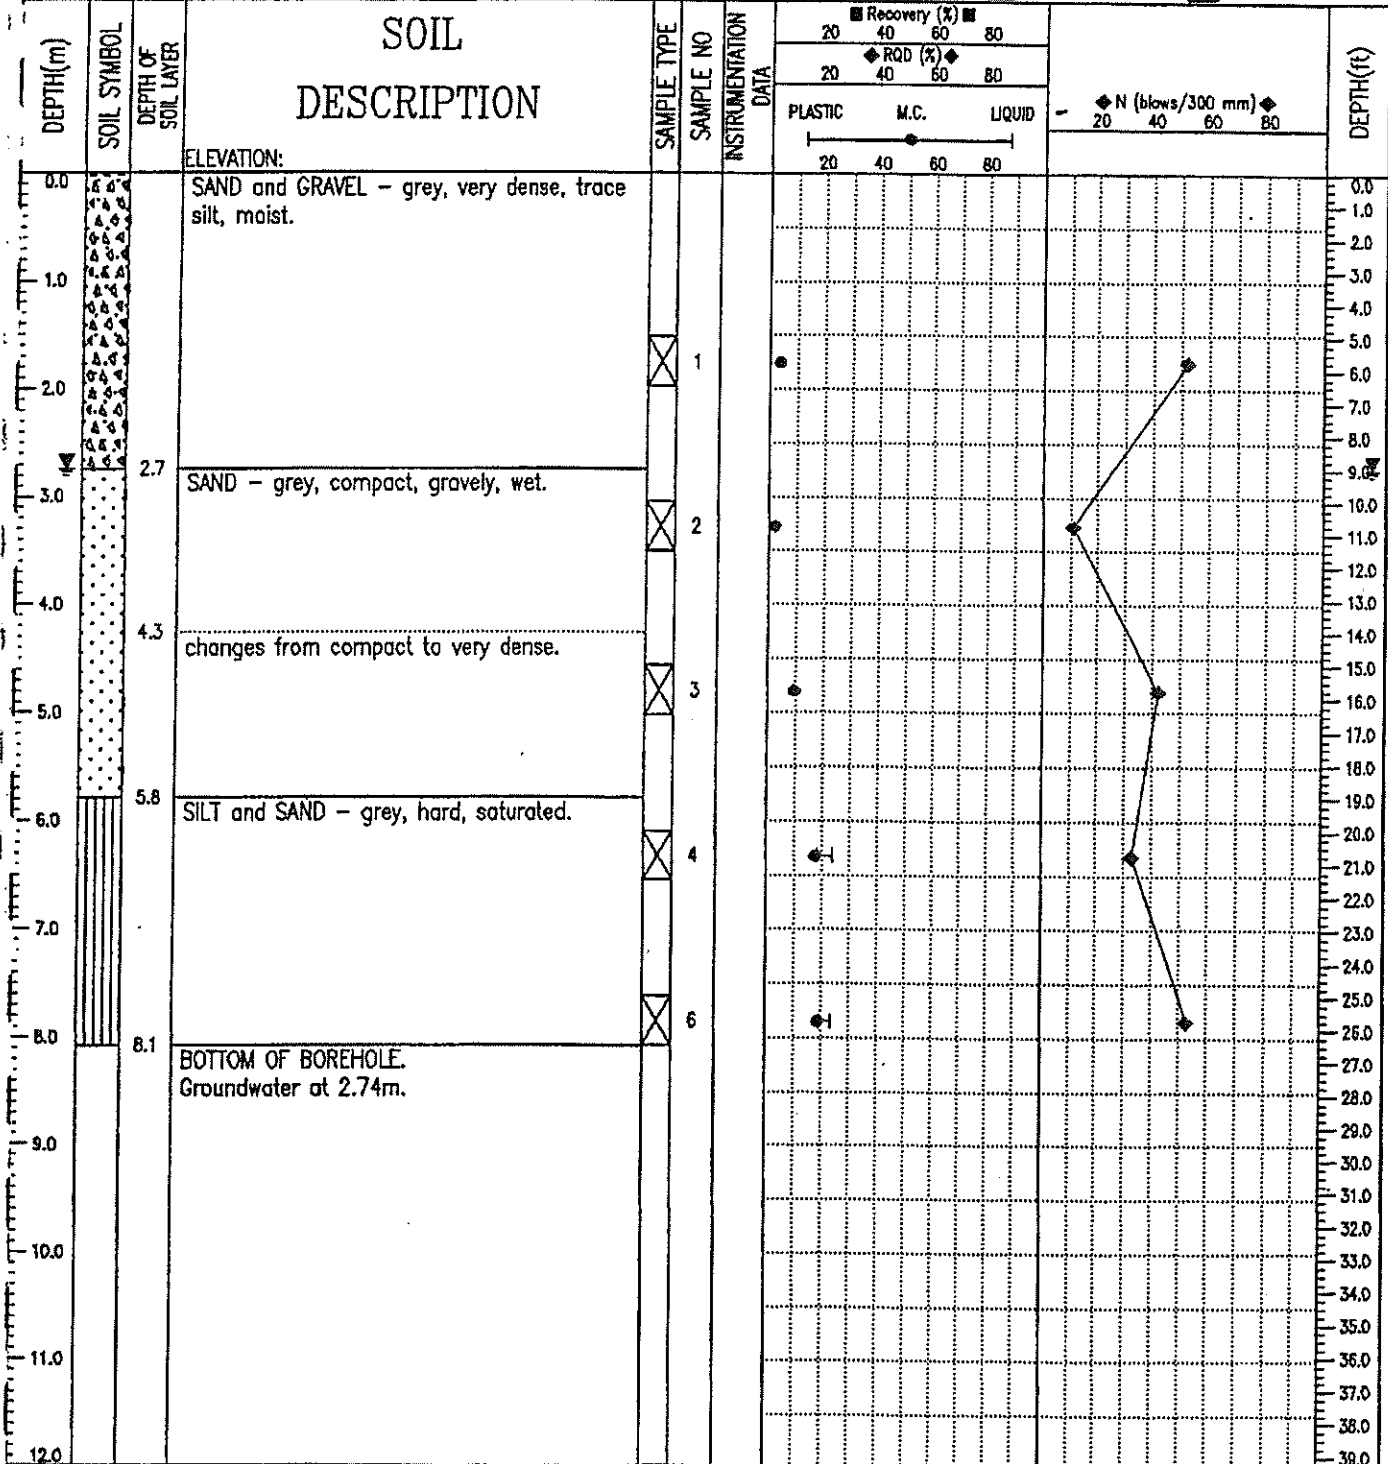 DEPTH(m)
SOIL SYMBOL
DEPTH OF
SOIL LAYER
SOIL
DESCRIPTION
ELEVATION:
SAMPLE TYPE
SAMPLE NO
INSTRUMENTATION
DATA
Recovery (%)
20 40 60 80
RQD (%)
20 40 60 80
PLASTIC M.C. LIQUID
20 40 60 80
N (blows/300 mm)
20 40 60 80
DEPTH(ft)
0.0
1.0
2.0
3.0
4.0
5.0
6.0
7.0
8.0
9.0
10.0
11.0
12.0
2.7
4.3
5.8
8.1
SAND and GRAVEL – grey, very dense, trace
silt, moist.
SAND – grey, compact, gravely, wet.
changes from compact to very dense.
SILT and SAND – grey, hard, saturated.
BOTTOM OF BOREHOLE.
Groundwater at 2.74m.
1
2
3
4
6
0.0
1.0
2.0
3.0
4.0
5.0
6.0
7.0
8.0
9.0
10.0
11.0
12.0
13.0
14.0
15.0
16.0
17.0
18.0
19.0
20.0
21.0
22.0
23.0
24.0
25.0
26.0
27.0
28.0
29.0
30.0
31.0
32.0
33.0
34.0
35.0
36.0
37.0
38.0
39.0